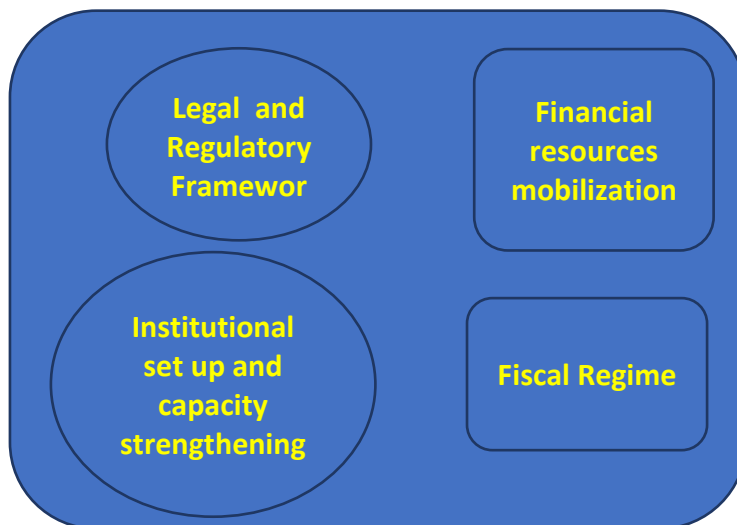 Legal and
Regulatory
Framewor
Financial
resources
mobilization
Institutional
set up and
capacity
strengthening
Fiscal Regime